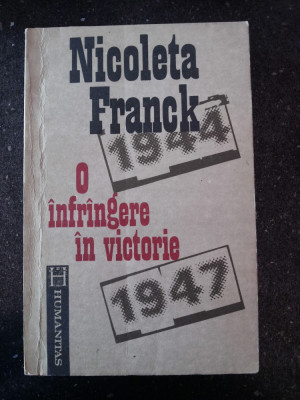 Nicoleta
Franck
1944
O
înfrîngere
în victorie
1947
HUMANITAS